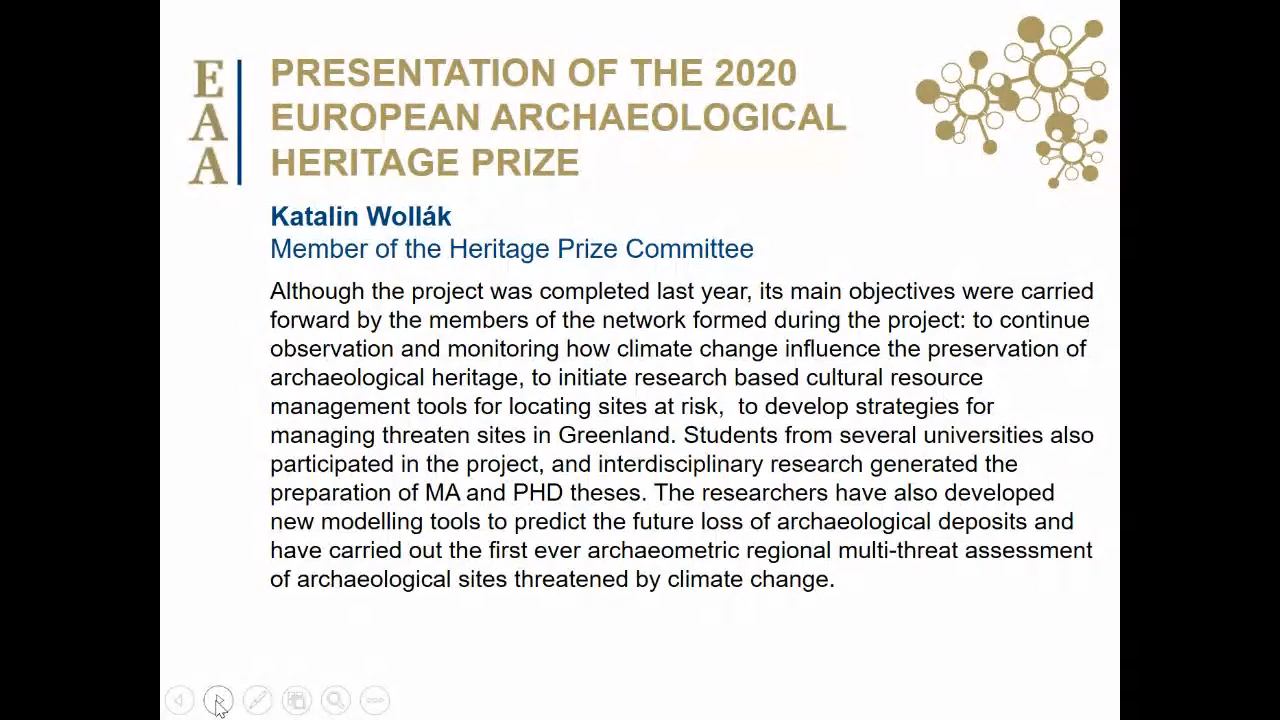 E
A
A
PRESENTATION OF THE 2020
EUROPEAN ARCHAEOLOGICAL
HERITAGE PRIZE
Katalin Wollák
Member of the Heritage Prize Committee
Although the project was completed last year, its main objectives were carried
forward by the members of the network formed during the project: to continue
observation and monitoring how climate change influence the preservation of
archaeological heritage, to initiate research based cultural resource
management tools for locating sites at risk,  to develop strategies for
managing threaten sites in Greenland. Students from several universities also
participated in the project, and interdisciplinary research generated the
preparation of MA and PHD theses. The researchers have also developed
new modelling tools to predict the future loss of archaeological deposits and
have carried out the first ever archaeometric regional multi-threat assessment
of archaeological sites threatened by climate change.